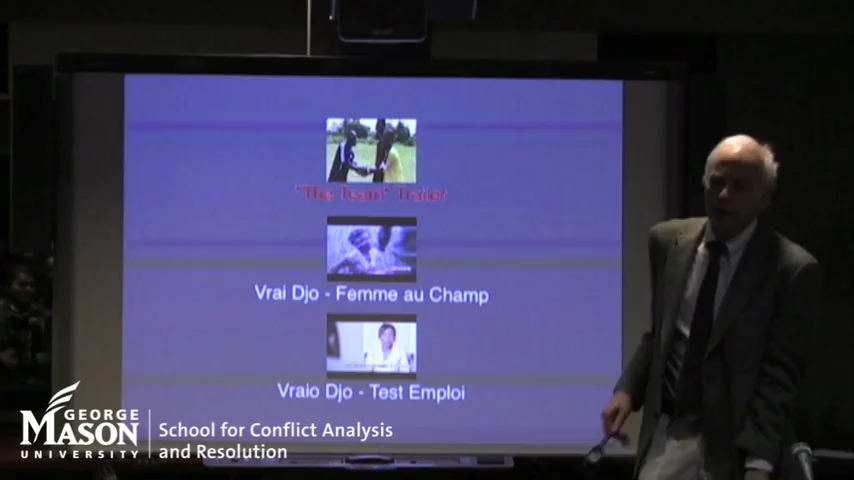 "The Team" Trailer
Vrai Djo - Femme au Champ
Vraio Djo - Test Emploi
GEORGE
MASON
UNIVERSITY
School for Conflict Analysis
and Resolution